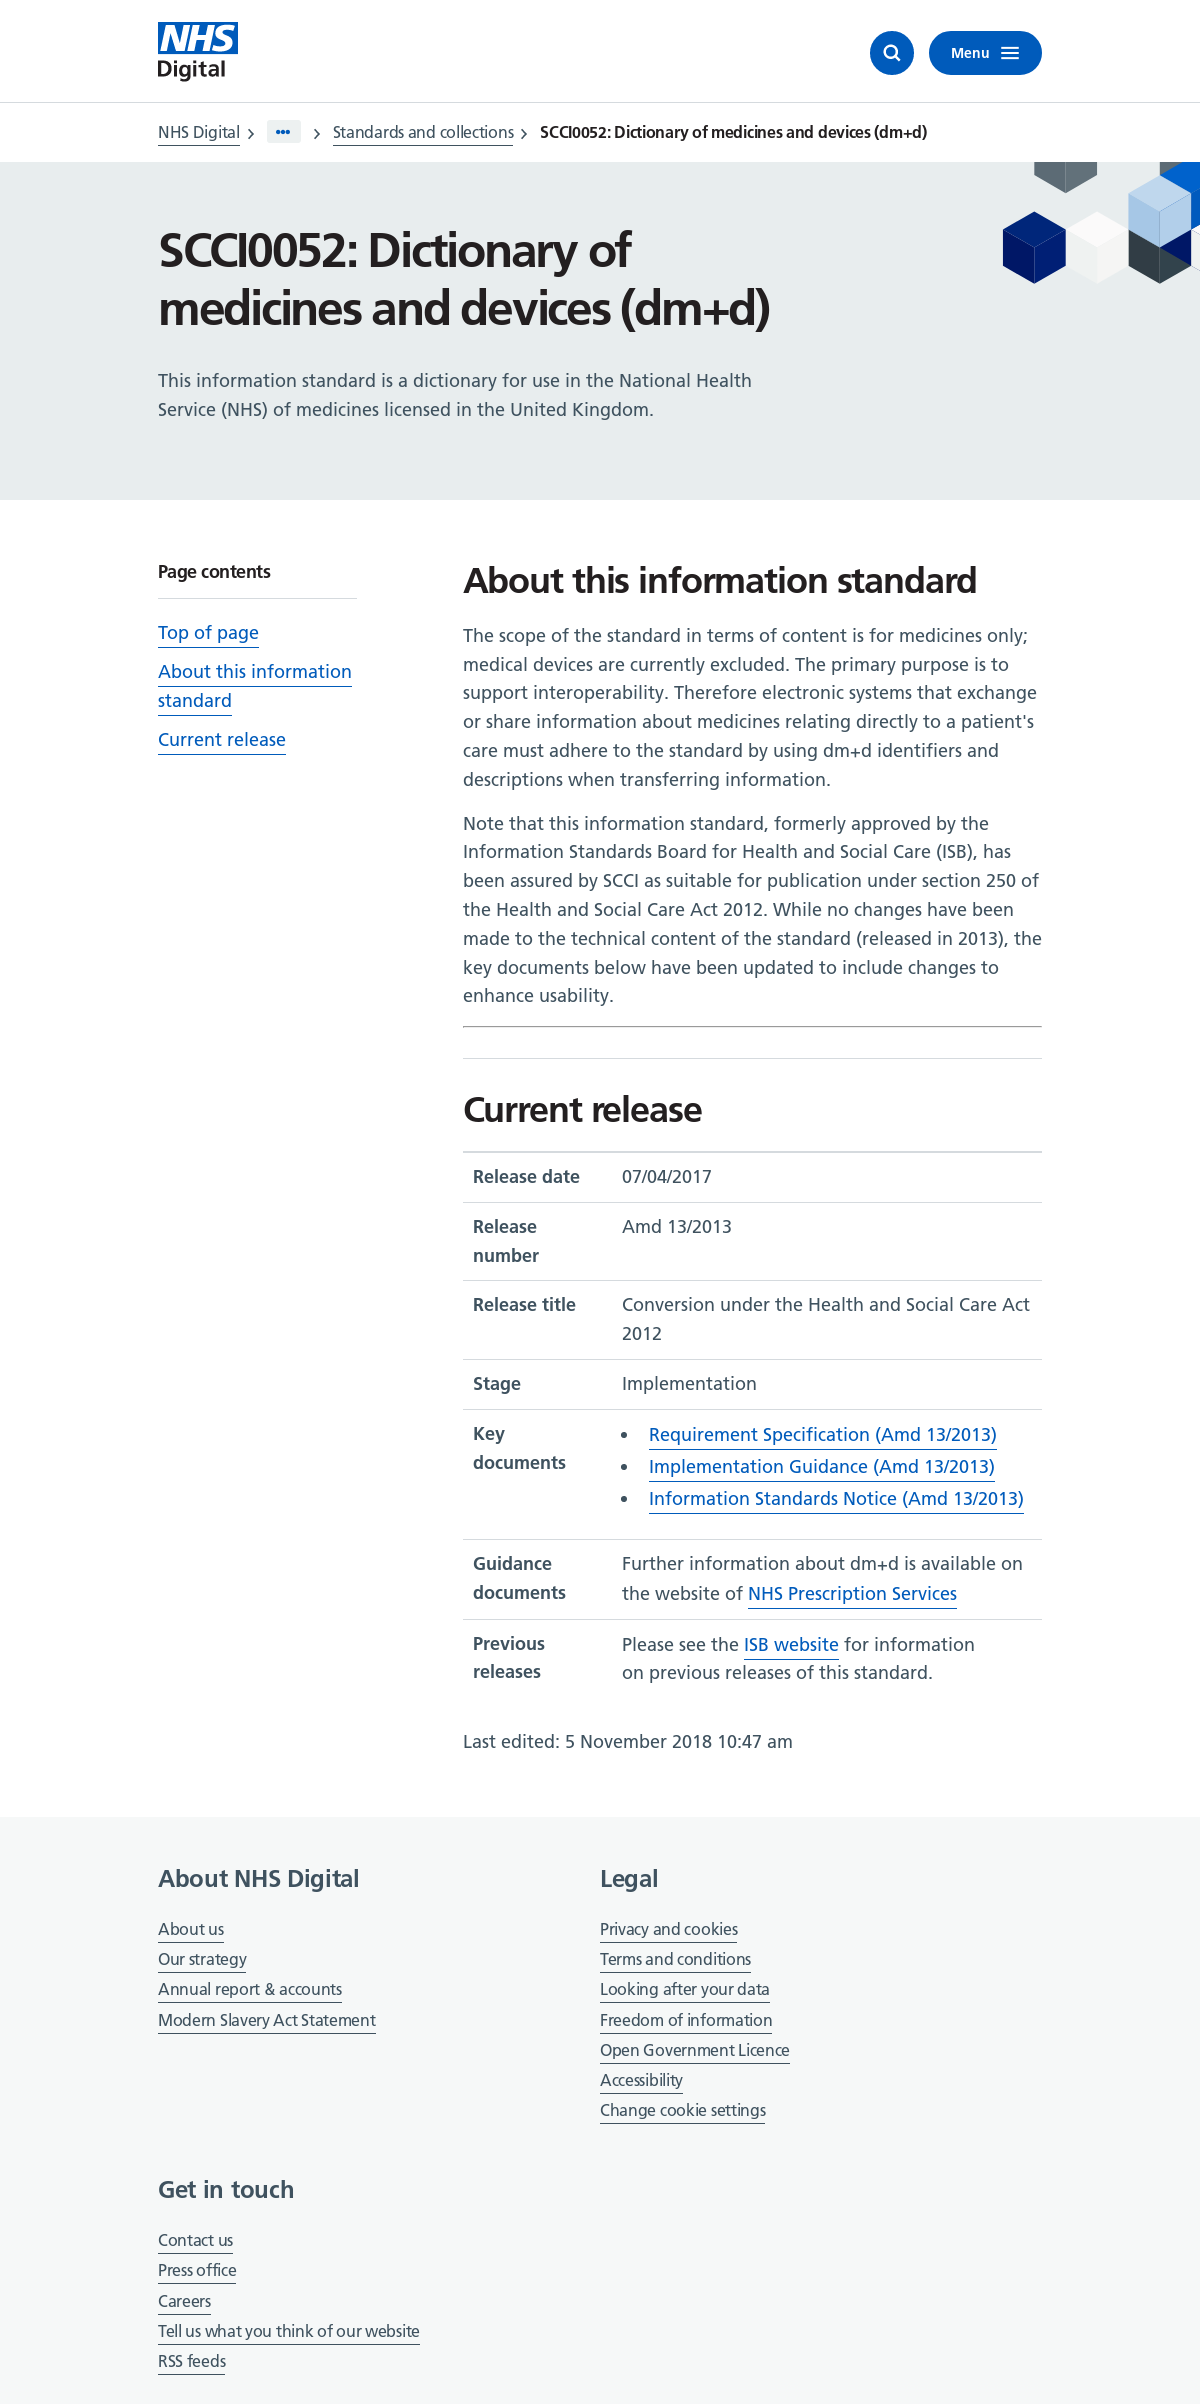 NHS
Digital
Menu
NHS Digital
•••
Standards and collections
SCCI0052: Dictionary of medicines and devices (dm+d)
SCCI0052: Dictionary of
medicines and devices (dm+d)
This information standard is a dictionary for use in the National Health
Service (NHS) of medicines licensed in the United Kingdom.
Page contents
Top of page
About this information
standard
Current release
About this information standard
The scope of the standard in terms of content is for medicines only;
medical devices are currently excluded. The primary purpose is to
support interoperability. Therefore electronic systems that exchange
or share information about medicines relating directly to a patient's
care must adhere to the standard by using dm+d identifiers and
descriptions when transferring information.
Note that this information standard, formerly approved by the
Information Standards Board for Health and Social Care (ISB), has
been assured by SCCI as suitable for publication under section 250 of
the Health and Social Care Act 2012. While no changes have been
made to the technical content of the standard (released in 2013), the
key documents below have been updated to include changes to
enhance usability.
Current release
Release date
07/04/2017
Release
number
Amd 13/2013
Release title
Conversion under the Health and Social Care Act
2012
Stage
Implementation
Key
documents
• Requirement Specification (Amd 13/2013)
• Implementation Guidance (Amd 13/2013)
• Information Standards Notice (Amd 13/2013)
Guidance
documents
Further information about dm+d is available on
the website of NHS Prescription Services
Previous
releases
Please see the ISB website for information
on previous releases of this standard.
Last edited: 5 November 2018 10:47 am
About NHS Digital
About us
Our strategy
Annual report & accounts
Modern Slavery Act Statement
Legal
Privacy and cookies
Terms and conditions
Looking after your data
Freedom of information
Open Government Licence
Accessibility
Change cookie settings
Get in touch
Contact us
Press office
Careers
Tell us what you think of our website
RSS feeds